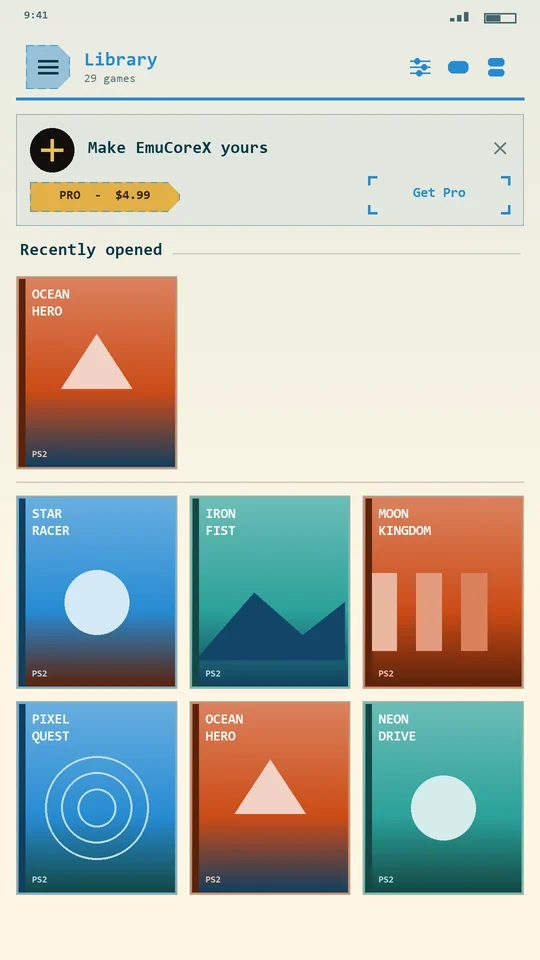 9:41
Library
29 games
Make EmuCoreX yours
PRO - $4.99
Get Pro
Recently opened
OCEAN
HERO
PS2
STAR
RACER
PS2
IRON
FIST
PS2
MOON
KINGDOM
PS2
PIXEL
QUEST
PS2
OCEAN
HERO
PS2
NEON
DRIVE
PS2